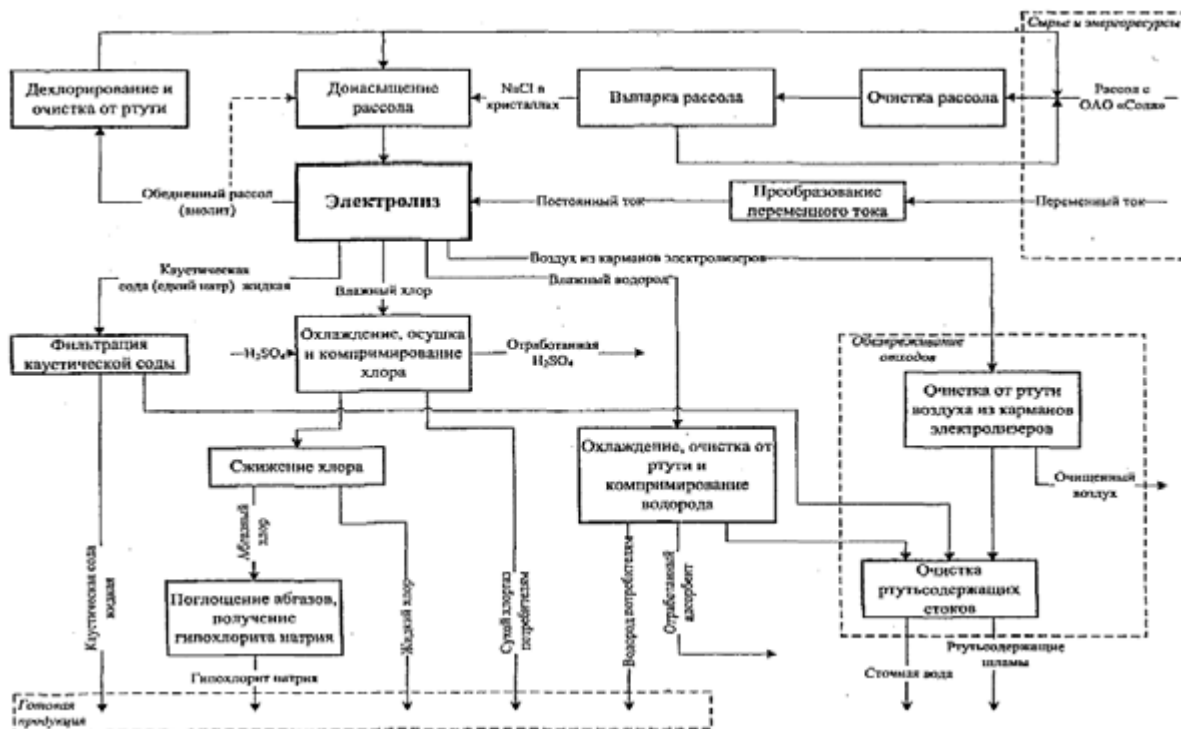 Сырье и энергоресурсы
Дехлорирование и
очистка от ртути
Донасыщение
рассола
NaCl в
кристаллах
Выпарка рассола
Очистка рассола
Рассол с
ОАО «Сода»
Обедненный рассол
(анолит)
Электролиз
Постоянный ток
Преобразование
переменного тока
Переменный ток
Каустическая
сода (едкий натр) жидкая
Влажный хлор
Воздух из карманов электролизеров
Влажный водород
Фильтрация
каустической соды
H₂SO₄
Охлаждение, осушка
и компримирование
хлора
Отработанная
H₂SO₄
Обезвреживание
отходов
Очистка от ртути
воздуха из карманов
электролизеров
Сжижение хлора
Охлаждение, очистка от
ртути и
компримирование
водорода
Очищенный
воздух
Абгазный
хлор
Поглощение абгазов,
получение
гипохлорита натрия
Очистка
ртутьсодержащих
стоков
Каустическая сода
жидкая
Жидкий хлор
Сухой хлоргаз
потребителям
Водород потребителям
Отработанный
адсорбент
Гипохлорит натрия
Сточная вода
Ртутьсодержащие
шламы
Готовая
продукция